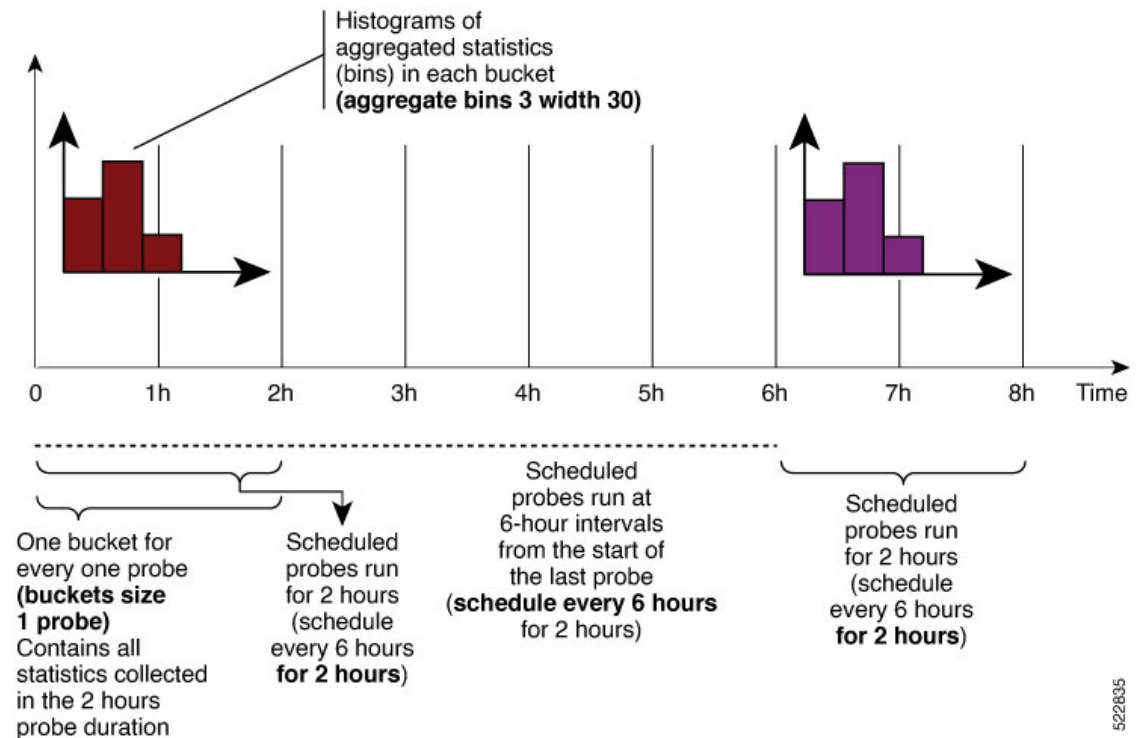 Histograms of
aggregated statistics
(bins) in each bucket
(aggregate bins 3 width 30)
0 1h 2h 3h 4h 5h 6h 7h 8h Time
One bucket for
every one probe
(buckets size
1 probe)
Contains all
statistics collected
in the 2 hours
probe duration
Scheduled
probes run
for 2 hours
(schedule
every 6 hours
for 2 hours)
Scheduled
probes run at
6-hour intervals
from the start of
the last probe
(schedule every 6 hours
for 2 hours)
Scheduled
probes run
for 2 hours
(schedule
every 6 hours
for 2 hours)
522835